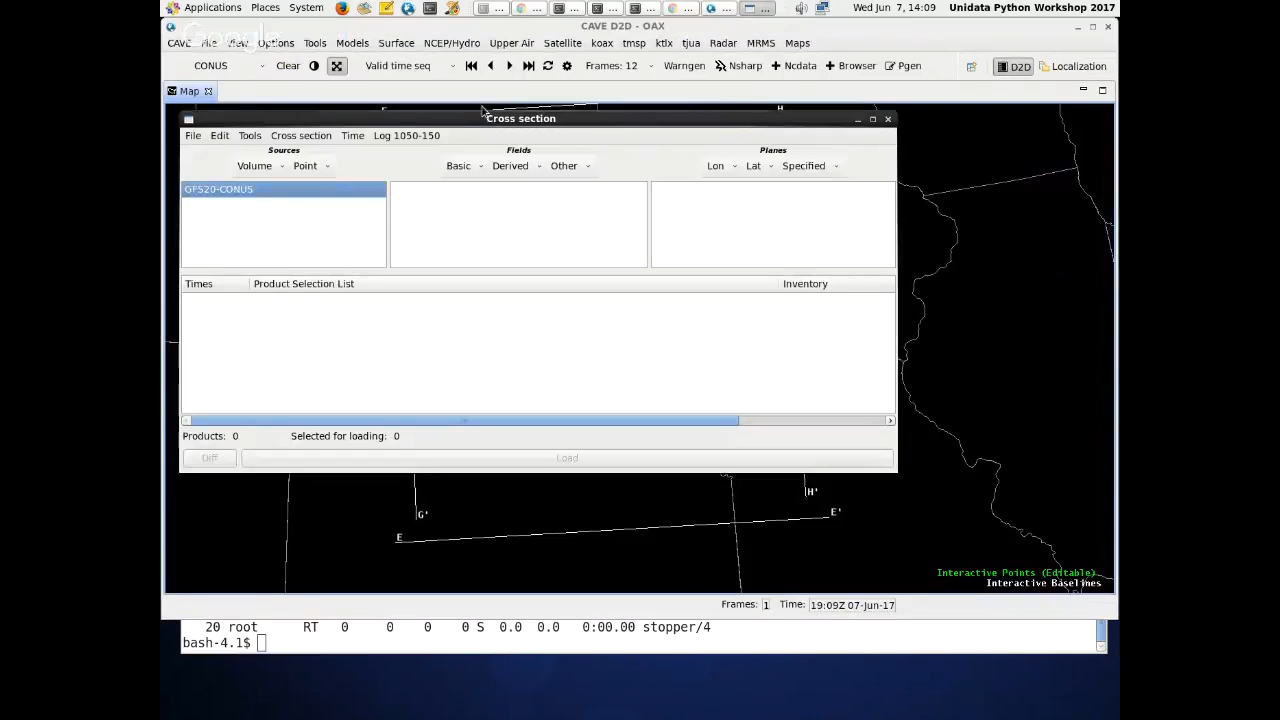 Applications Places System
Wed Jun 7, 14:09 Unidata Python Workshop 2017
CAVE D2D - OAX
CAVE File View Options Tools Models Surface NCEP/Hydro Upper Air Satellite koax tmsp ktlx tjua Radar MRMS Maps
Google
CONUS Clear Valid time seq Frames: 12 Warngen Nsharp Ncdata Browser Pgen D2D Localization
Map
F H
Cross section
File Edit Tools Cross section Time Log 1050-150
Sources Fields Planes
Volume Point Basic Derived Other Lon Lat Specified
GFS20-CONUS
Times Product Selection List Inventory
Products: 0 Selected for loading: 0
Diff Load
H'
G'
E E'
Interactive Points (Editable)
Interactive Baselines
Frames: 1 Time: 19:09Z 07-Jun-17
20 root RT 0 0 0 0 S 0.0 0.0 0:00.00 stopper/4
bash-4.1$